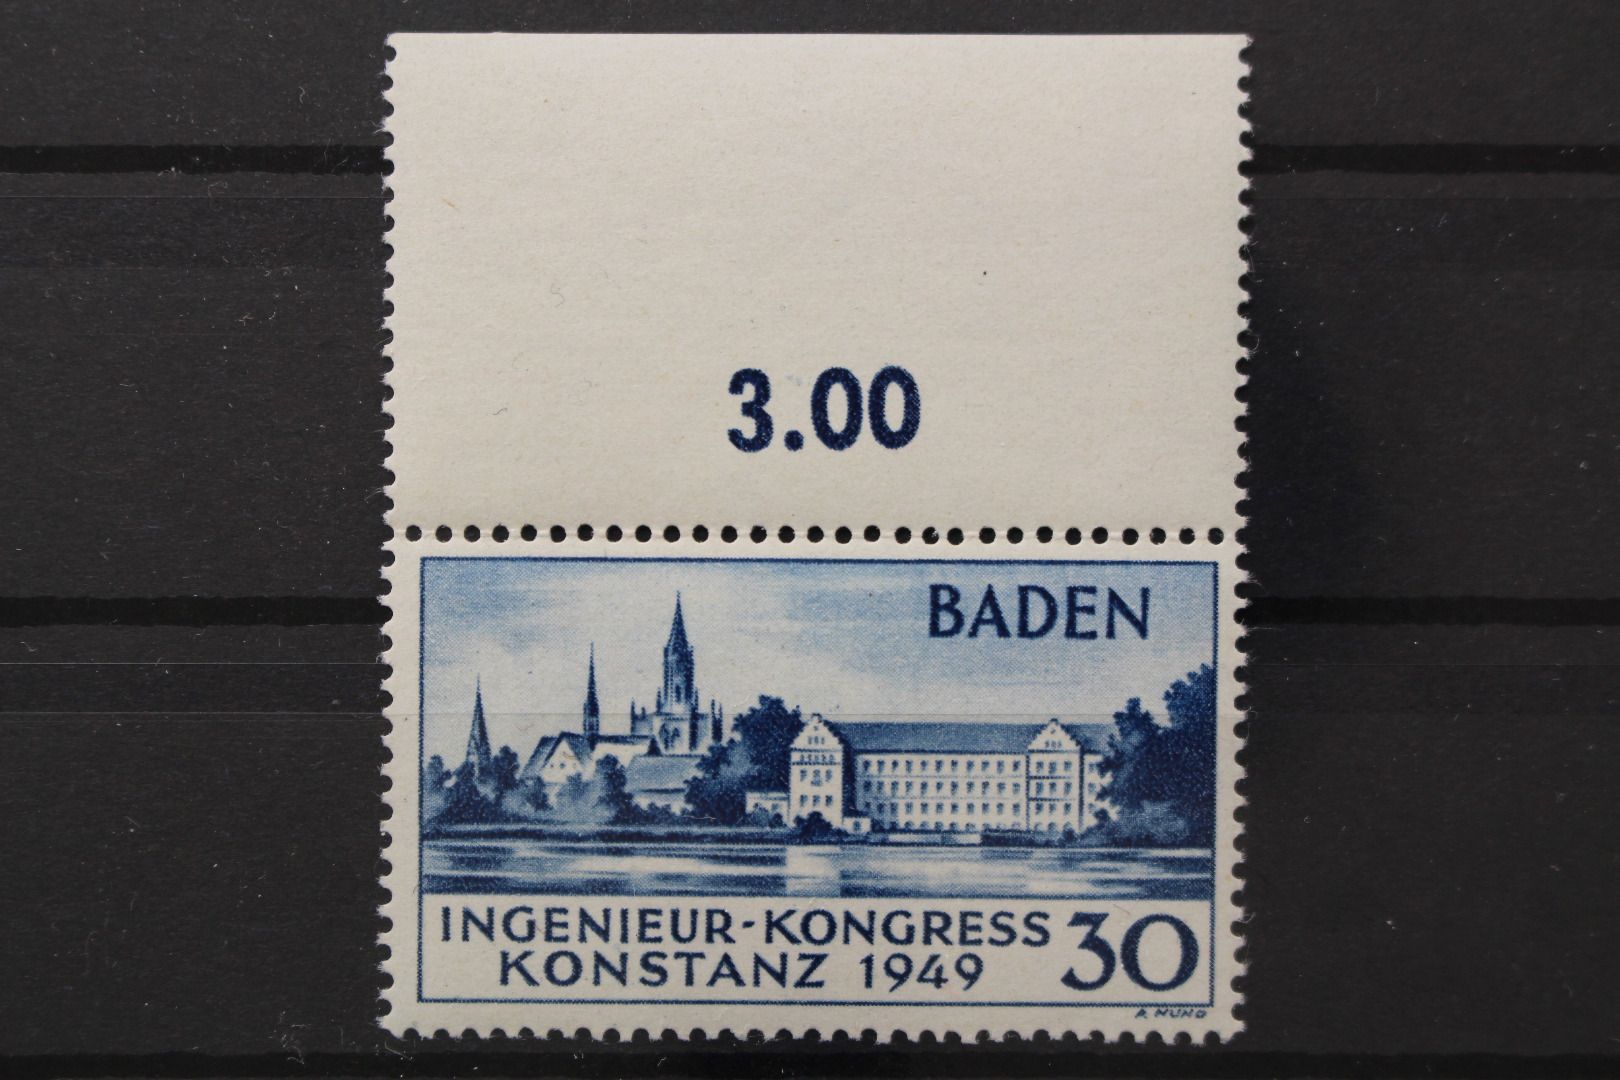 3.00
BADEN
INGENIEUR-KONGRESS
KONSTANZ 1949
30